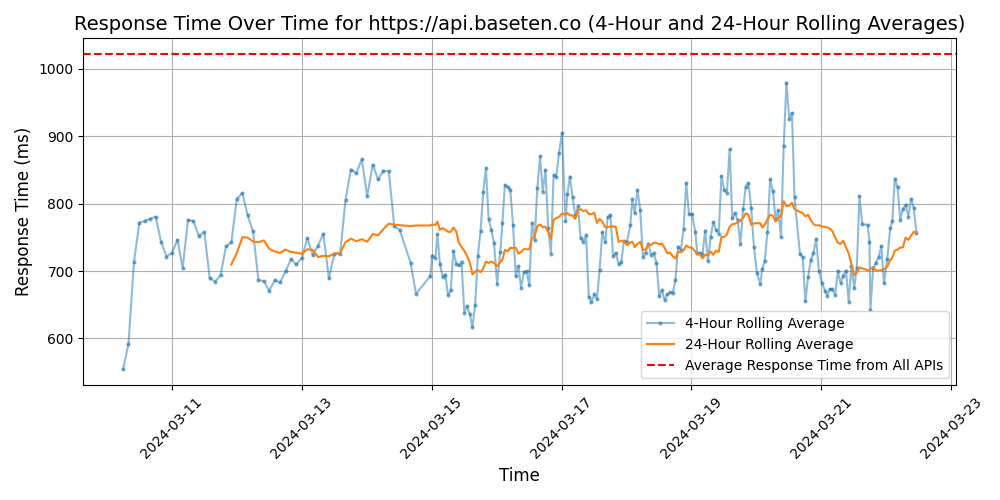 Response Time Over Time for https://api.baseten.co (4-Hour and 24-Hour Rolling Averages)
Response Time (ms)
1000
900
800
700
600
4-Hour Rolling Average
24-Hour Rolling Average
Average Response Time from All APIs
2024-03-11
2024-03-13
2024-03-15
2024-03-17
2024-03-19
2024-03-21
2024-03-23
Time